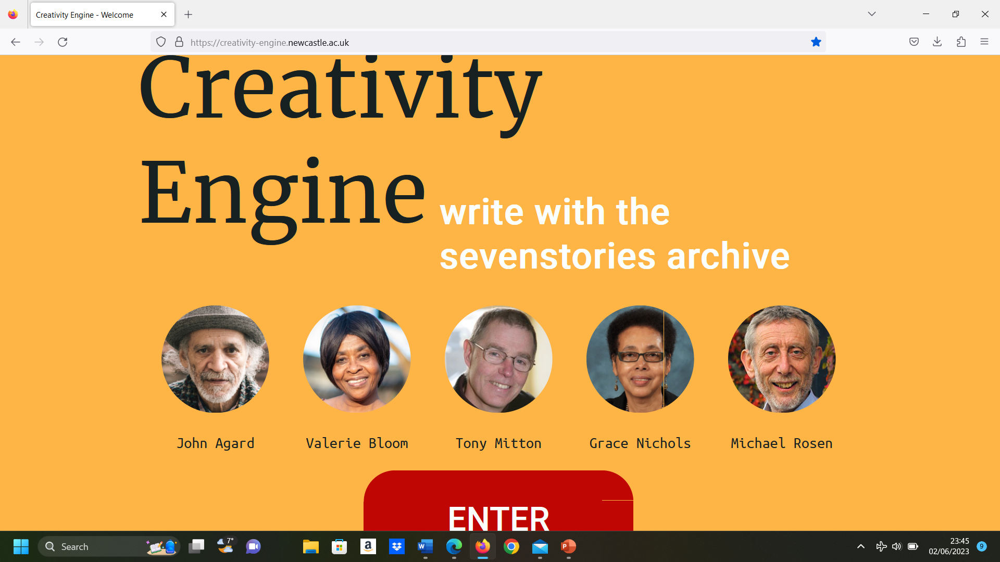 Creativity Engine - Welcome
https://creativity-engine.newcastle.ac.uk
Creativity
Engine
write with the
sevenstories archive
John Agard
Valerie Bloom
Tony Mitton
Grace Nichols
Michael Rosen
ENTER
Search
7°
a
W
P
23:45
02/06/2023
9